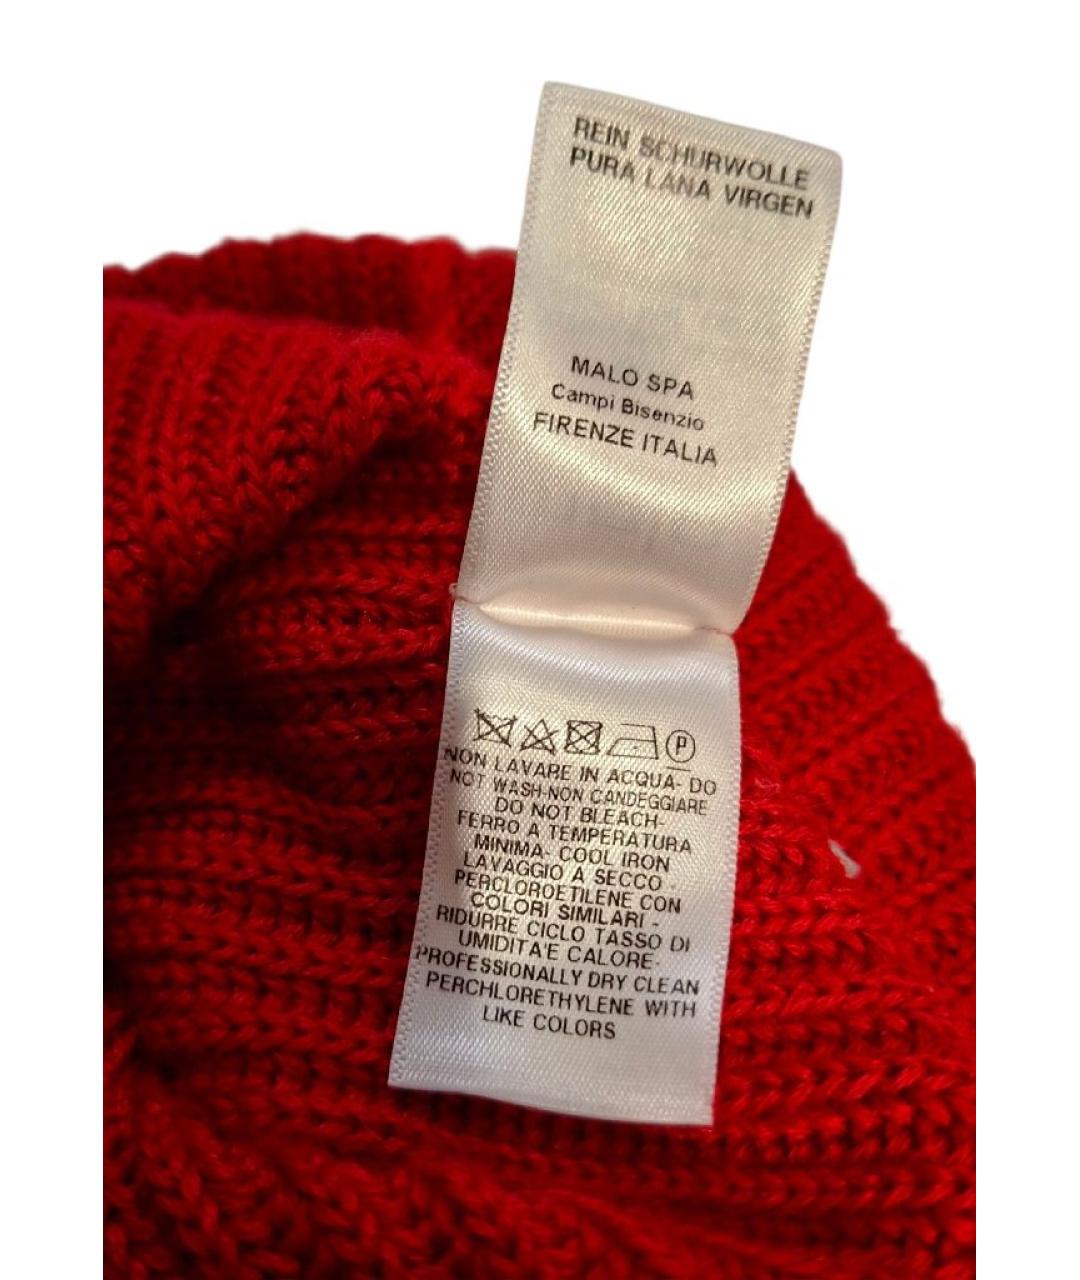 REIN SCHURWOLLE
PURA LANA VIRGEN
MALO SPA
Campi Bisenzio
FIRENZE ITALIA
P
NON LAVARE IN ACQUA- DO
NOT WASH-NON CANDEGGIARE
DO NOT BLEACH-
FERRO A TEMPERATURA
MINIMA- COOL IRON
LAVAGGIO A SECCO -
PERCLOROETILENE CON
COLORI SIMILARI -
RIDURRE CICLO TASSO DI
UMIDITA'E CALORE-
PROFESSIONALLY DRY CLEAN
PERCHLORETHYLENE WITH
LIKE COLORS